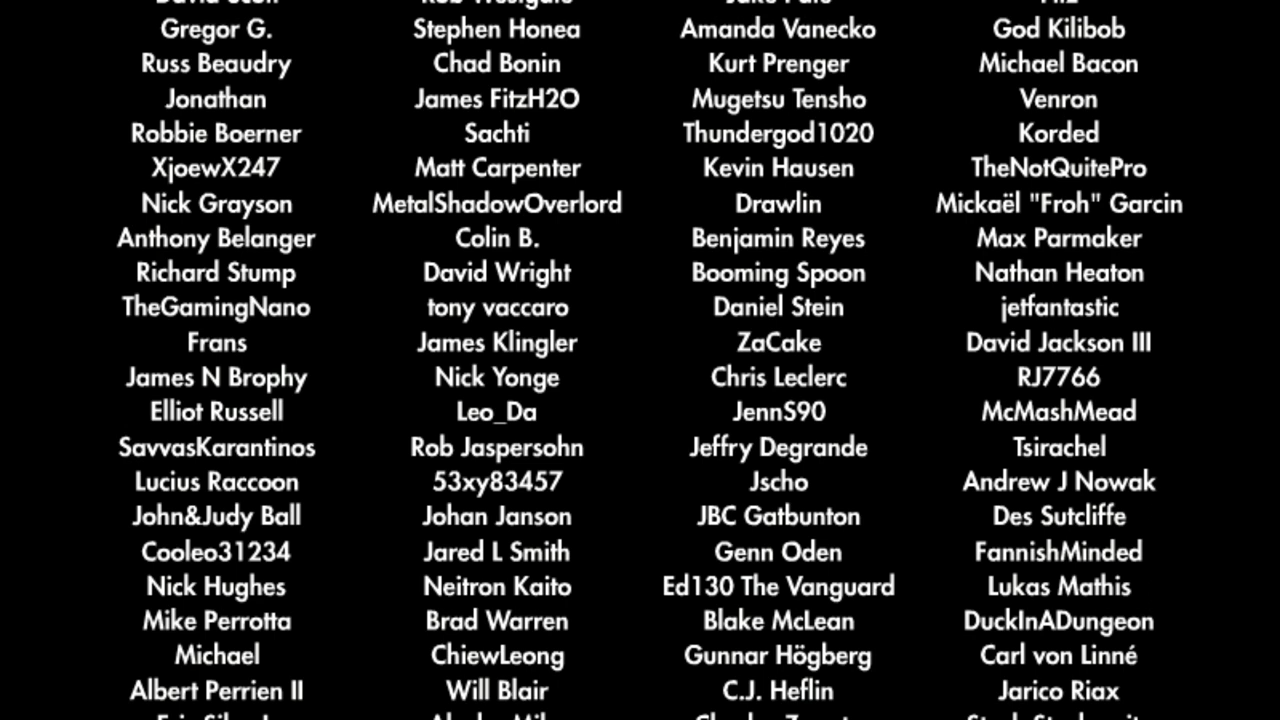 Gregor G. Stephen Honea Amanda Vanecko God Kilibob
Russ Beaudry Chad Bonin Kurt Prenger Michael Bacon
Jonathan James FitzH2O Mugetsu Tensho Venron
Robbie Boerner Sachti Thundergod1020 Korded
XjoewX247 Matt Carpenter Kevin Hausen TheNotQuitePro
Nick Grayson MetalShadowOverlord Drawlin Mickaël "Froh" Garcin
Anthony Belanger Colin B. Benjamin Reyes Max Parmaker
Richard Stump David Wright Booming Spoon Nathan Heaton
TheGamingNano tony vaccaro Daniel Stein jetfantastic
Frans James Klingler ZaCake David Jackson III
James N Brophy Nick Yonge Chris Leclerc RJ7766
Elliot Russell Leo_Da JennS90 McMashMead
SavvasKarantinos Rob Jaspersohn Jeffry Degrande Tsirachel
Lucius Raccoon 53xy83457 Jscho Andrew J Nowak
John&Judy Ball Johan Janson JBC Gatbunton Des Sutcliffe
Cooleo31234 Jared L Smith Genn Oden FannishMinded
Nick Hughes Neitron Kaito Ed130 The Vanguard Lukas Mathis
Mike Perrotta Brad Warren Blake McLean DuckInADungeon
Michael ChiewLeong Gunnar Högberg Carl von Linné
Albert Perrien II Will Blair C.J. Heflin Jarico Riax